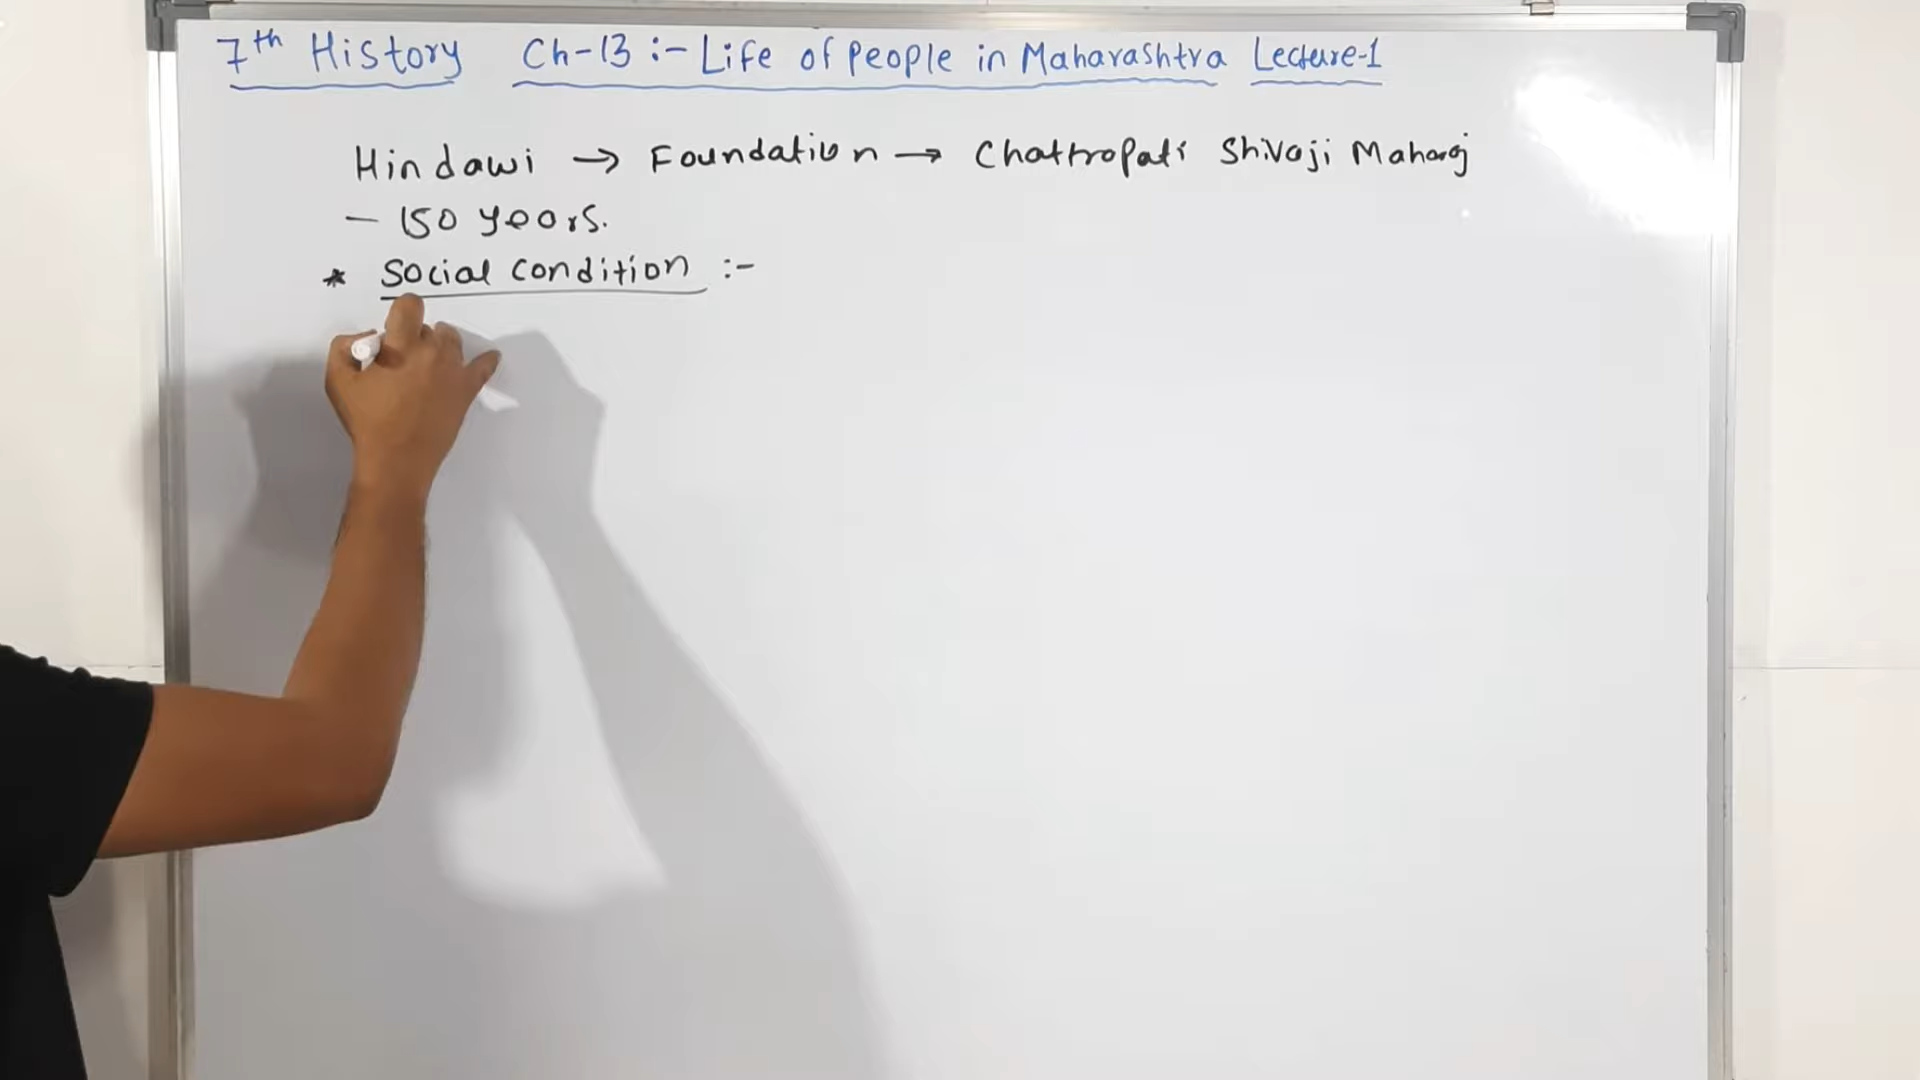 7th History Ch-13 :- Life of People in Maharashtra Lecture-1
Hindawi → Foundation → Chattropati Shivaji Maharaj
- 150 years.
* Social condition :-